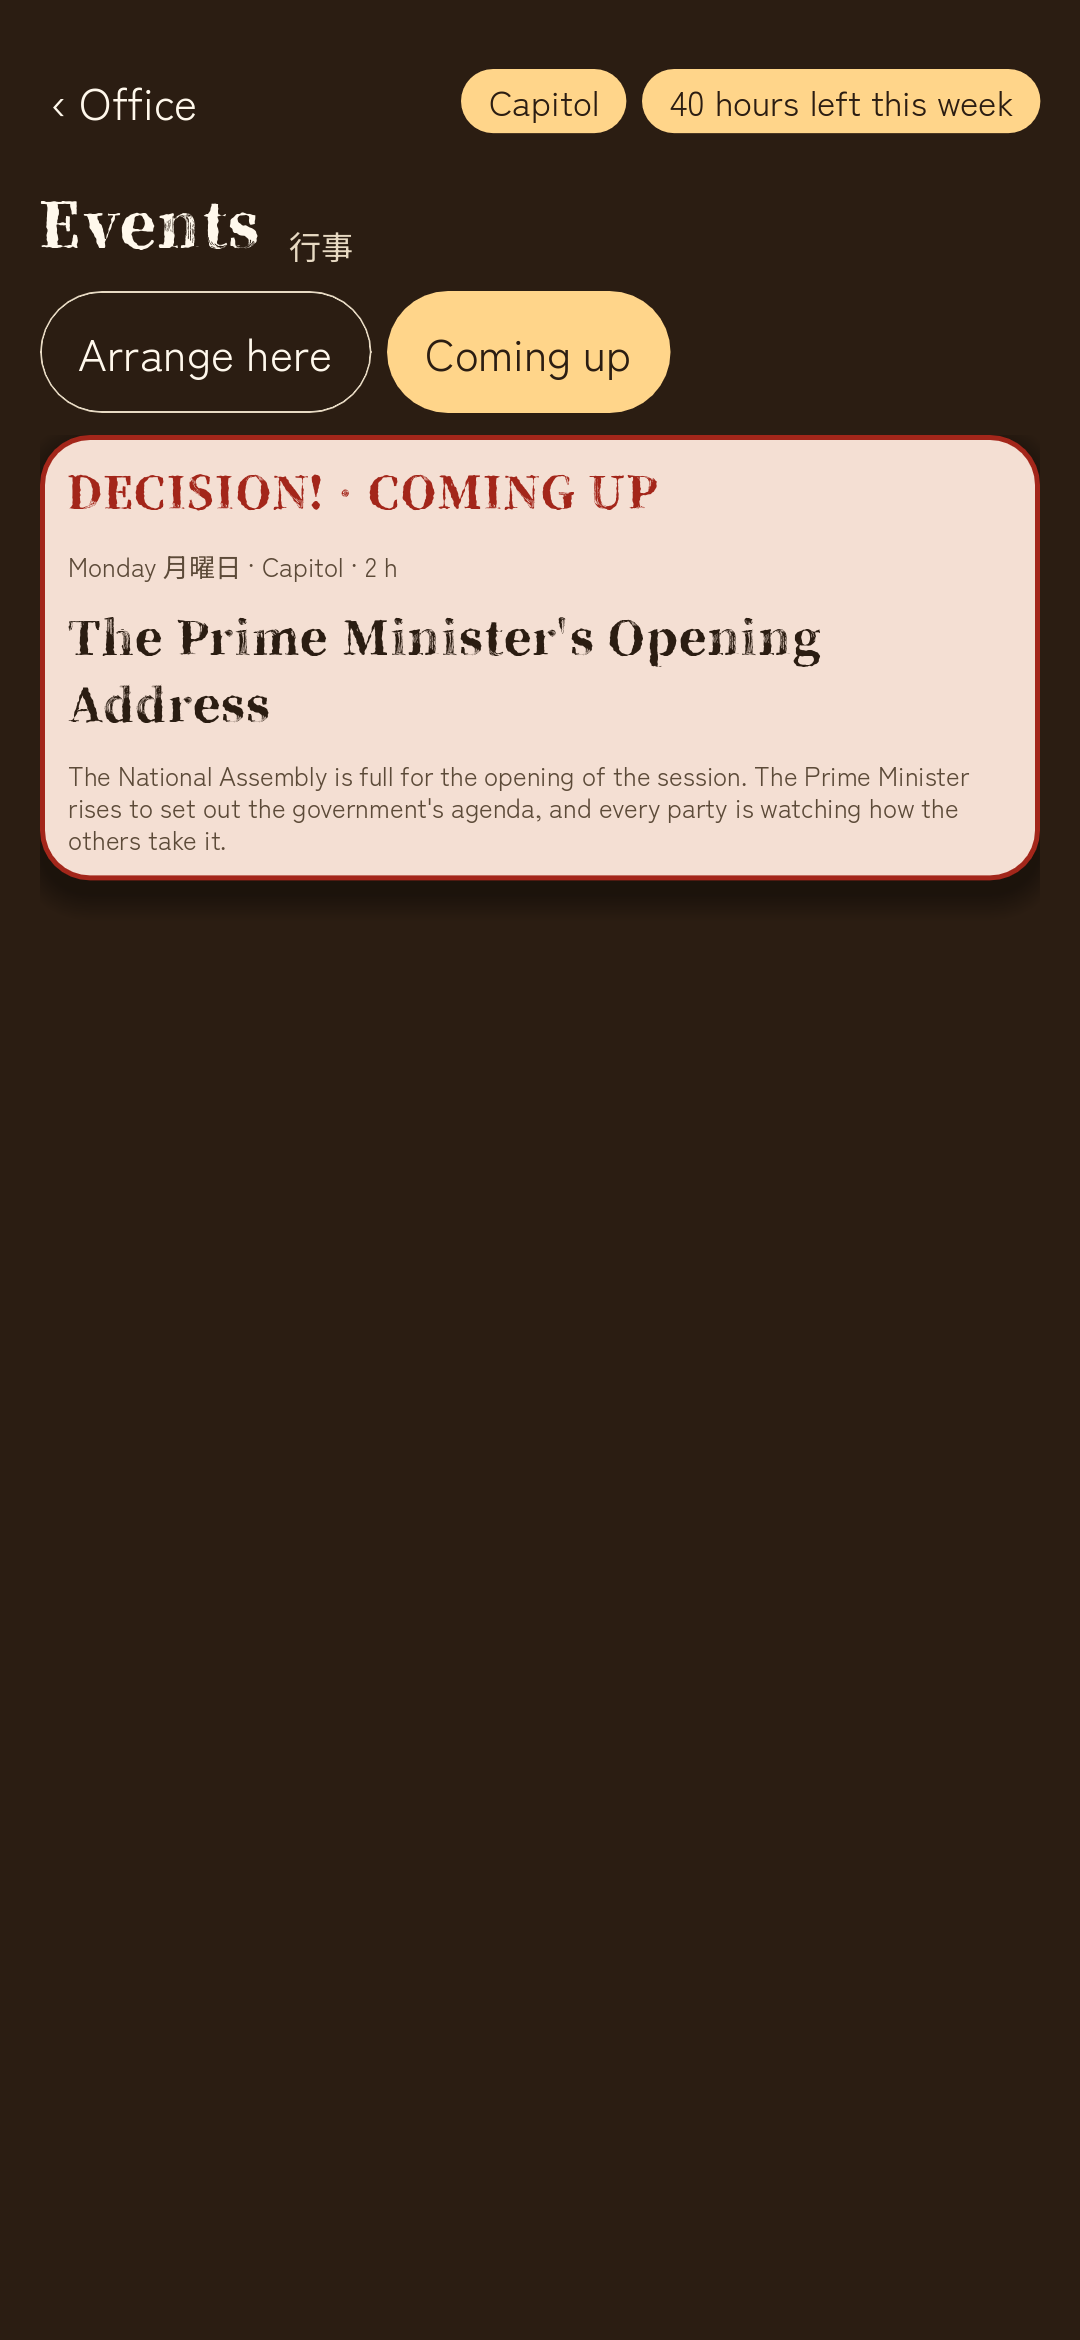 ‹ Office
Capitol
40 hours left this week
Events 行事
Arrange here
Coming up
DECISION! · COMING UP
Monday 月曜日 · Capitol · 2 h
The Prime Minister's Opening
Address
The National Assembly is full for the opening of the session. The Prime Minister
rises to set out the government's agenda, and every party is watching how the
others take it.